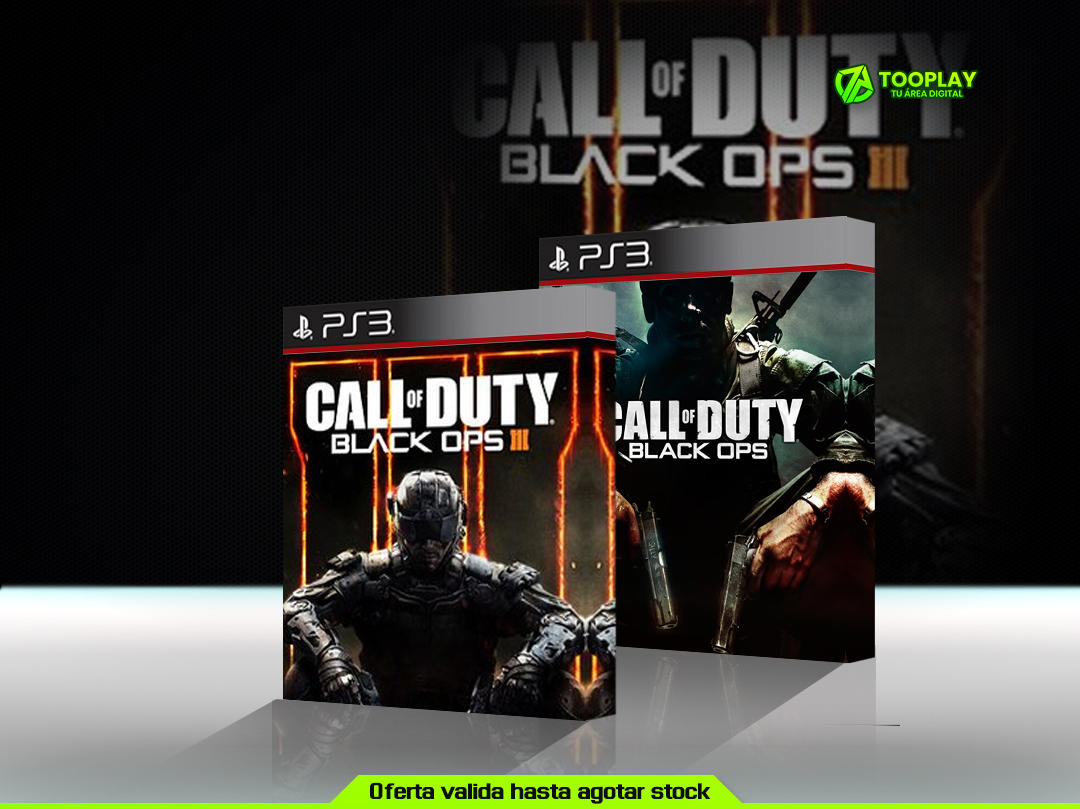 CALL OF DUTY
BLACK OPS III
TOOPLAY
TU ÁREA DIGITAL
PS3
CALL OF DUTY
BLACK OPS
PS3
CALL OF DUTY
BLACK OPS III
Oferta valida hasta agotar stock